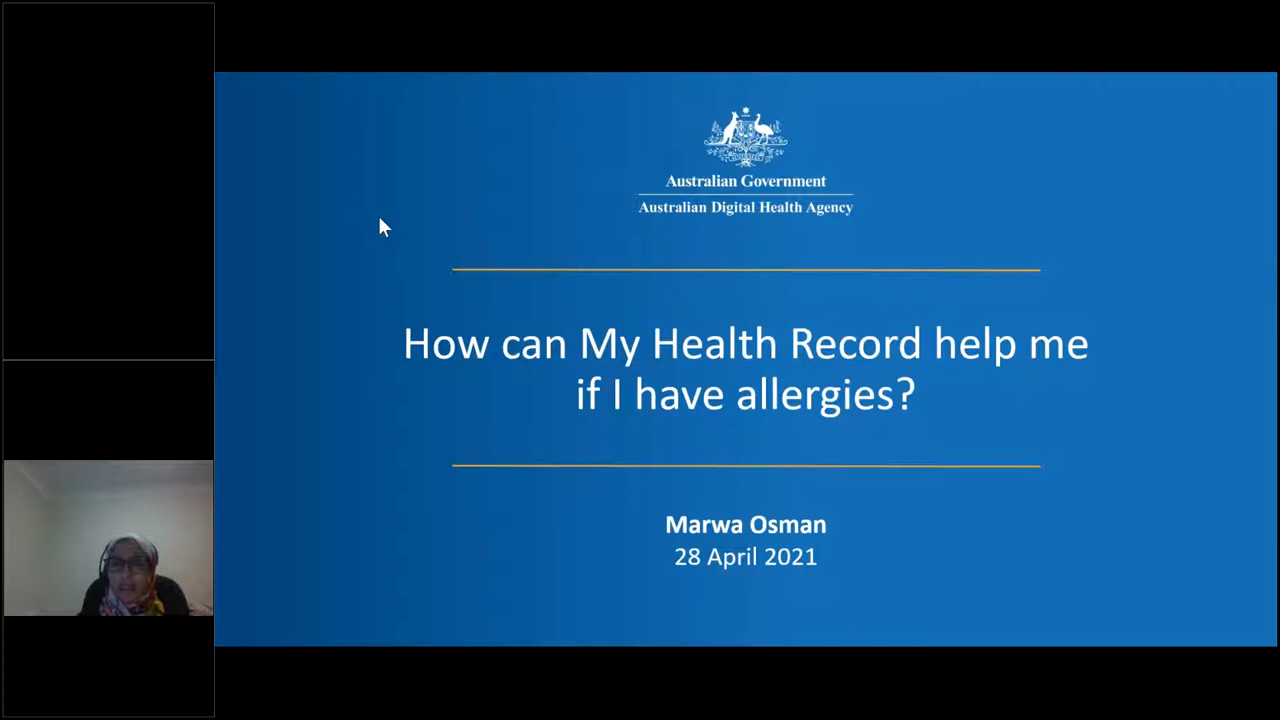 Australian Government
Australian Digital Health Agency
How can My Health Record help me
if I have allergies?
Marwa Osman
28 April 2021